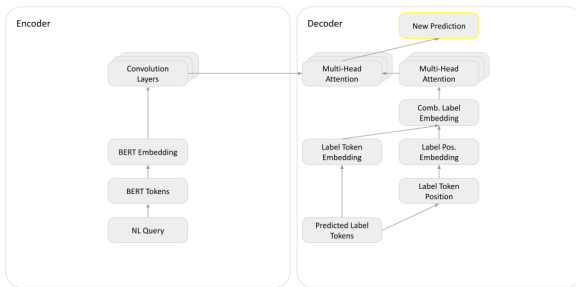 Encoder
Convolution
Layers
BERT Embedding
BERT Tokens
NL Query
Decoder
New Prediction
Multi-Head
Attention
Multi-Head
Attention
Comb. Label
Embedding
Label Token
Embedding
Label Pos.
Embedding
Label Token
Position
Predicted Label
Tokens